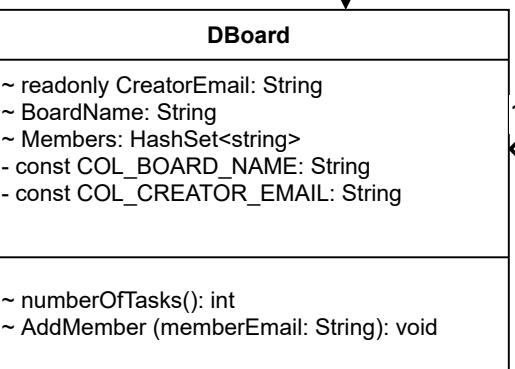 DBoard
~ readonly CreatorEmail: String
~ BoardName: String
~ Members: HashSet<string>
- const COL_BOARD_NAME: String
- const COL_CREATOR_EMAIL: String
~ numberOfTasks(): int
~ AddMember (memberEmail: String): void